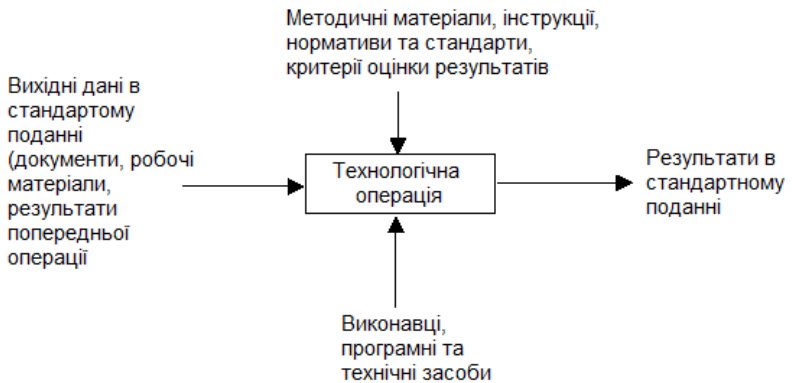 Методичні матеріали, інструкції,
нормативи та стандарти,
критерії оцінки результатів
Вихідні дані в
стандартому
поданні
(документи, робочі
матеріали,
результати
попередньої
операції
Технологічна
операція
Результати в
стандартному
поданні
Виконавці,
програмні та
технічні засоби